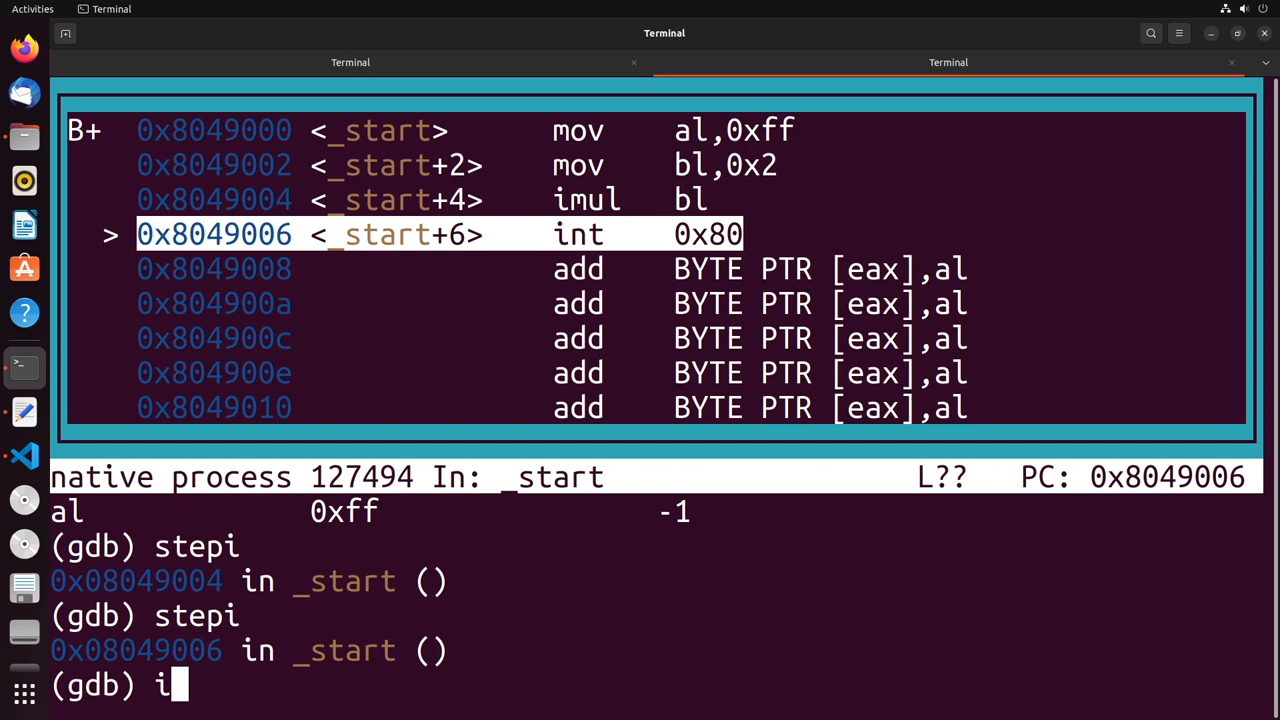 Activities Terminal
Terminal
Terminal Terminal
B+ 0x8049000 <_start> mov al,0xff
0x8049002 <_start+2> mov bl,0x2
0x8049004 <_start+4> imul bl
> 0x8049006 <_start+6> int 0x80
0x8049008 add BYTE PTR [eax],al
0x804900a add BYTE PTR [eax],al
0x804900c add BYTE PTR [eax],al
0x804900e add BYTE PTR [eax],al
0x8049010 add BYTE PTR [eax],al
native process 127494 In: _start L?? PC: 0x8049006
al 0xff -1
(gdb) stepi
0x08049004 in _start ()
(gdb) stepi
0x08049006 in _start ()
(gdb) i